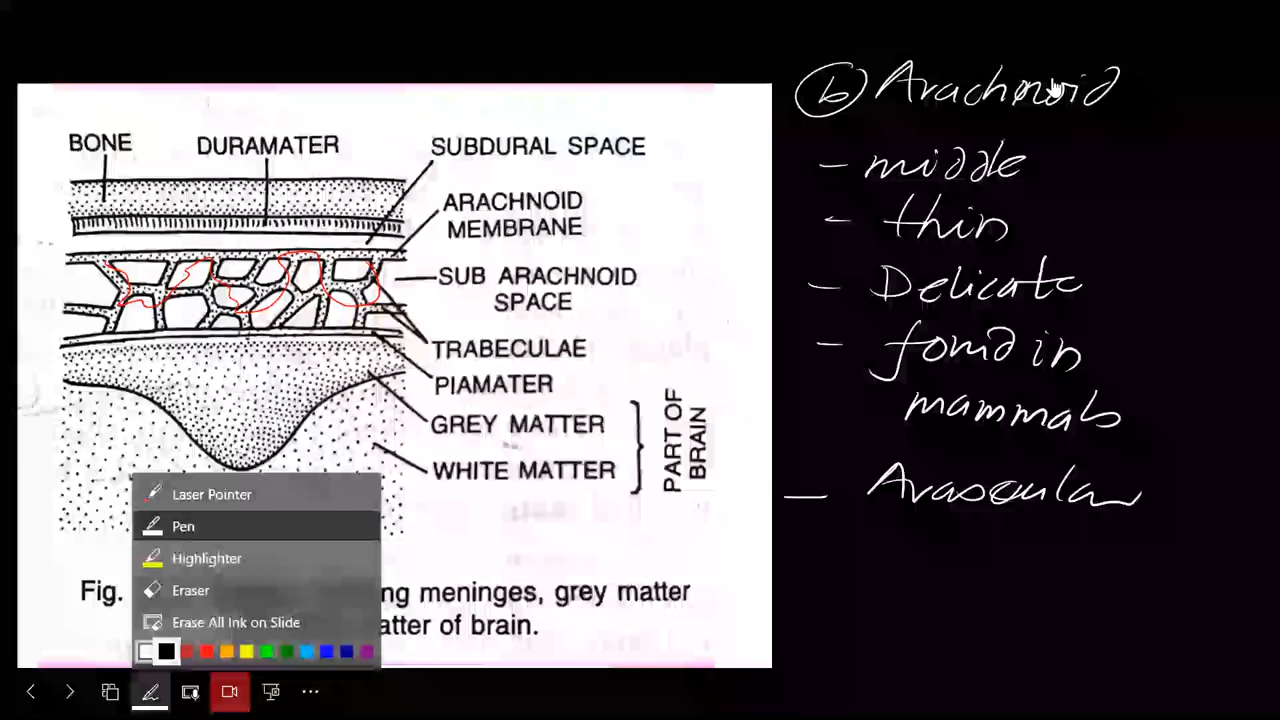 BONE
DURAMATER
SUBDURAL SPACE
ARACHNOID
MEMBRANE
SUB ARACHNOID
SPACE
TRABECULAE
PIAMATER
GREY MATTER
WHITE MATTER
PART OF
BRAIN
Fig. ng meninges, grey matter
atter of brain.
Laser Pointer
Pen
Highlighter
Eraser
Erase All Ink on Slide
b Arachnoid
- middle
- thin
- Delicate
- found in
mammals
- Avascular